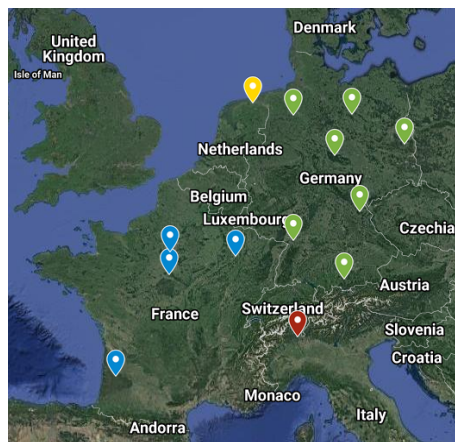 Denmark
United
Kingdom
Isle of Man
Netherlands
Germany
Belgium
Luxembourg
Czechia
Austria
Switzerland
France
Slovenia
Croatia
Monaco
Italy
Andorra